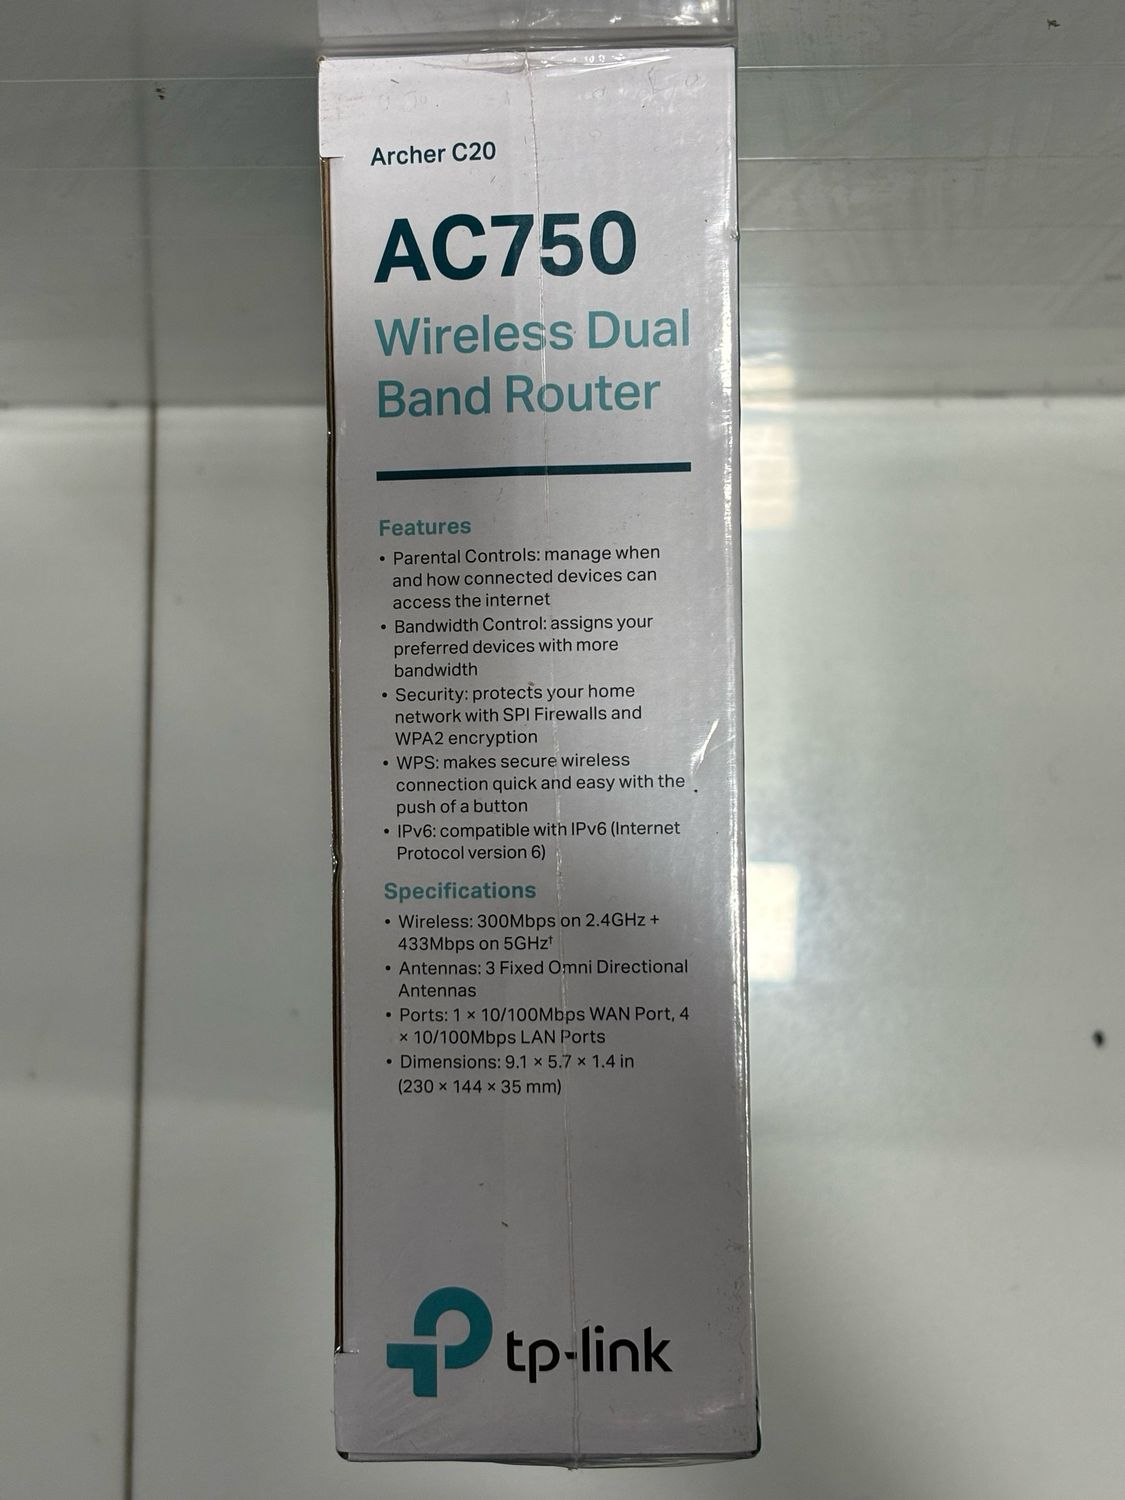 Archer C20
AC750
Wireless Dual
Band Router
Features
• Parental Controls: manage when
and how connected devices can
access the internet
• Bandwidth Control: assigns your
preferred devices with more
bandwidth
• Security: protects your home
network with SPI Firewalls and
WPA2 encryption
• WPS: makes secure wireless
connection quick and easy with the
push of a button
• IPv6: compatible with IPv6 (Internet
Protocol version 6)
Specifications
• Wireless: 300Mbps on 2.4GHz +
433Mbps on 5GHz†
• Antennas: 3 Fixed Omni Directional
Antennas
• Ports: 1 × 10/100Mbps WAN Port, 4
× 10/100Mbps LAN Ports
• Dimensions: 9.1 × 5.7 × 1.4 in
(230 × 144 × 35 mm)
tp-link